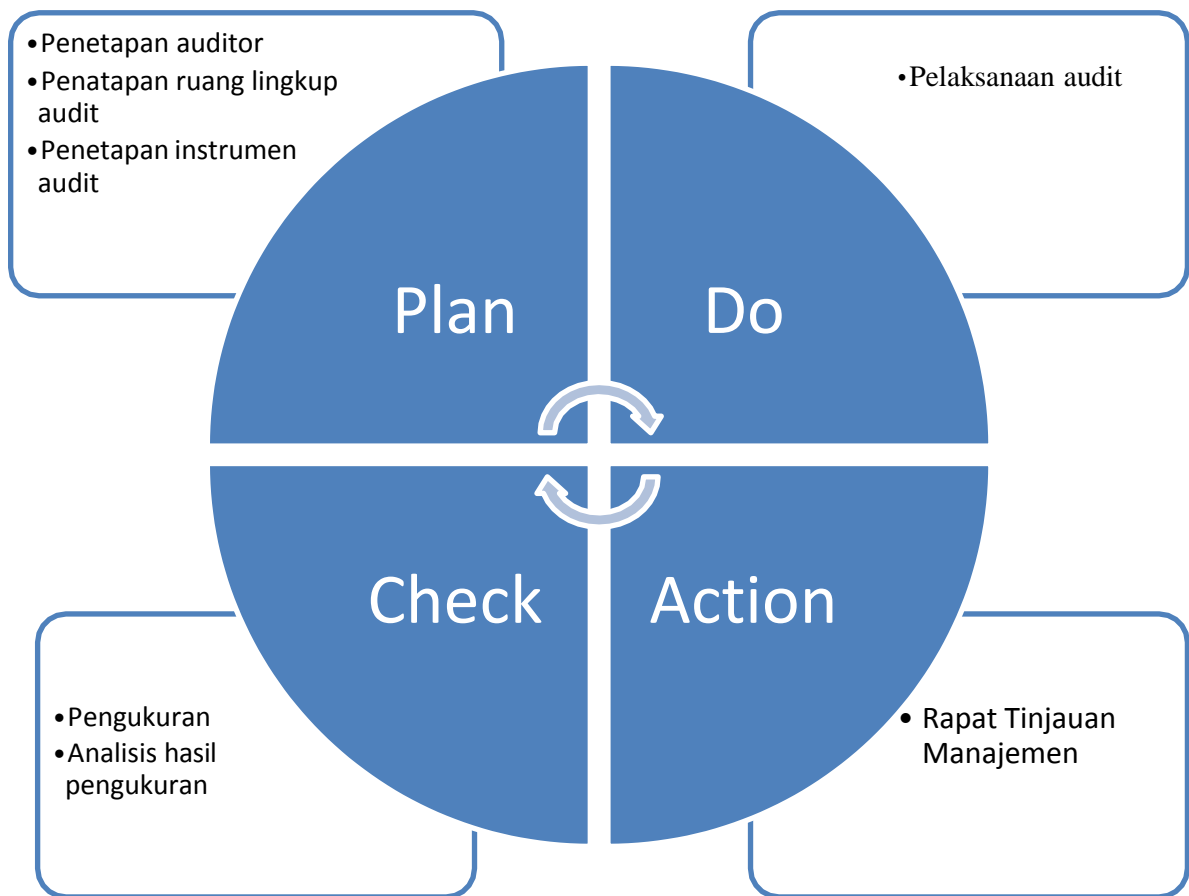 •Penetapan auditor
•Penatapan ruang lingkup
audit
•Penetapan instrumen
audit
•Pelaksanaan audit
Plan
Do
Check
Action
•Pengukuran
•Analisis hasil
pengukuran
• Rapat Tinjauan
Manajemen